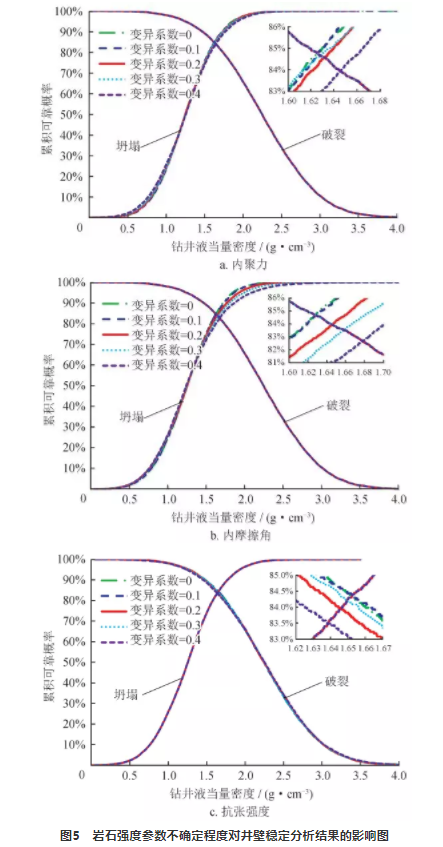 100%
90%
80%
70%
60%
50%
40%
30%
20%
10%
累积可靠概率
变异系数=0
变异系数=0.1
变异系数=0.2
变异系数=0.3
变异系数=0.4
86%
85%
84%
83%
1.60 1.62 1.64 1.66 1.68
坍塌
破裂
0 0.5 1.0 1.5 2.0 2.5 3.0 3.5 4.0
钻井液当量密度 / (g·cm⁻³)
a. 内聚力
100%
90%
80%
70%
60%
50%
40%
30%
20%
10%
累积可靠概率
变异系数=0
变异系数=0.1
变异系数=0.2
变异系数=0.3
变异系数=0.4
86%
85%
84%
83%
82%
81%
1.60 1.62 1.64 1.66 1.68 1.70
坍塌
破裂
0 0.5 1.0 1.5 2.0 2.5 3.0 3.5 4.0
钻井液当量密度 / (g·cm⁻³)
b. 内摩擦角
100%
90%
80%
70%
60%
50%
40%
30%
20%
10%
累积可靠概率
变异系数=0
变异系数=0.1
变异系数=0.2
变异系数=0.3
变异系数=0.4
85.0%
84.5%
84.0%
83.5%
83.0%
1.62 1.63 1.64 1.65 1.66 1.67
坍塌
破裂
0 0.5 1.0 1.5 2.0 2.5 3.0 3.5 4.0
钻井液当量密度 / (g·cm⁻³)
c. 抗张强度
图5 岩石强度参数不确定程度对井壁稳定分析结果的影响图